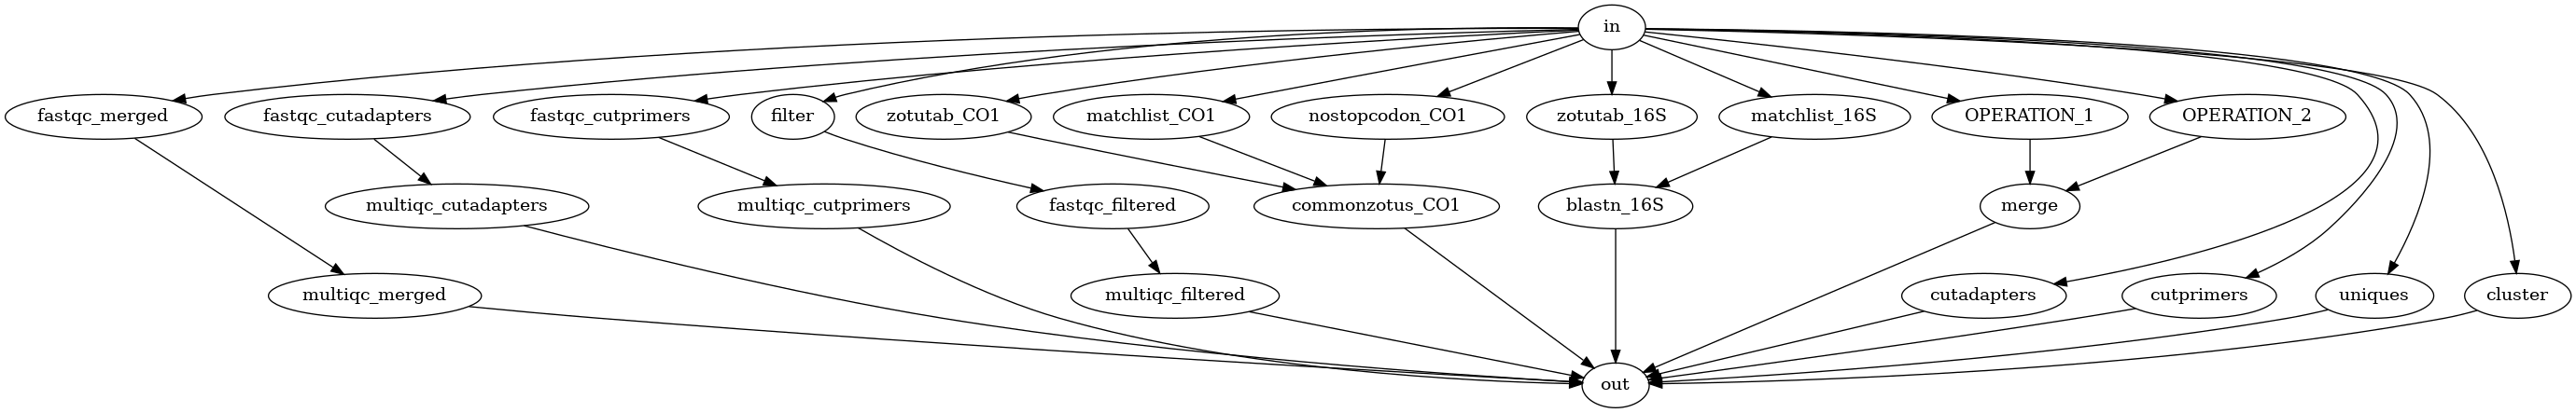 in
fastqc_merged
fastqc_cutadapters
fastqc_cutprimers
filter
zotutab_CO1
matchlist_CO1
nostopcodon_CO1
zotutab_16S
matchlist_16S
OPERATION_1
OPERATION_2
multiqc_cutadapters
multiqc_cutprimers
fastqc_filtered
commonzotus_CO1
blastn_16S
merge
multiqc_merged
multiqc_filtered
cutadapters
cutprimers
uniques
cluster
out